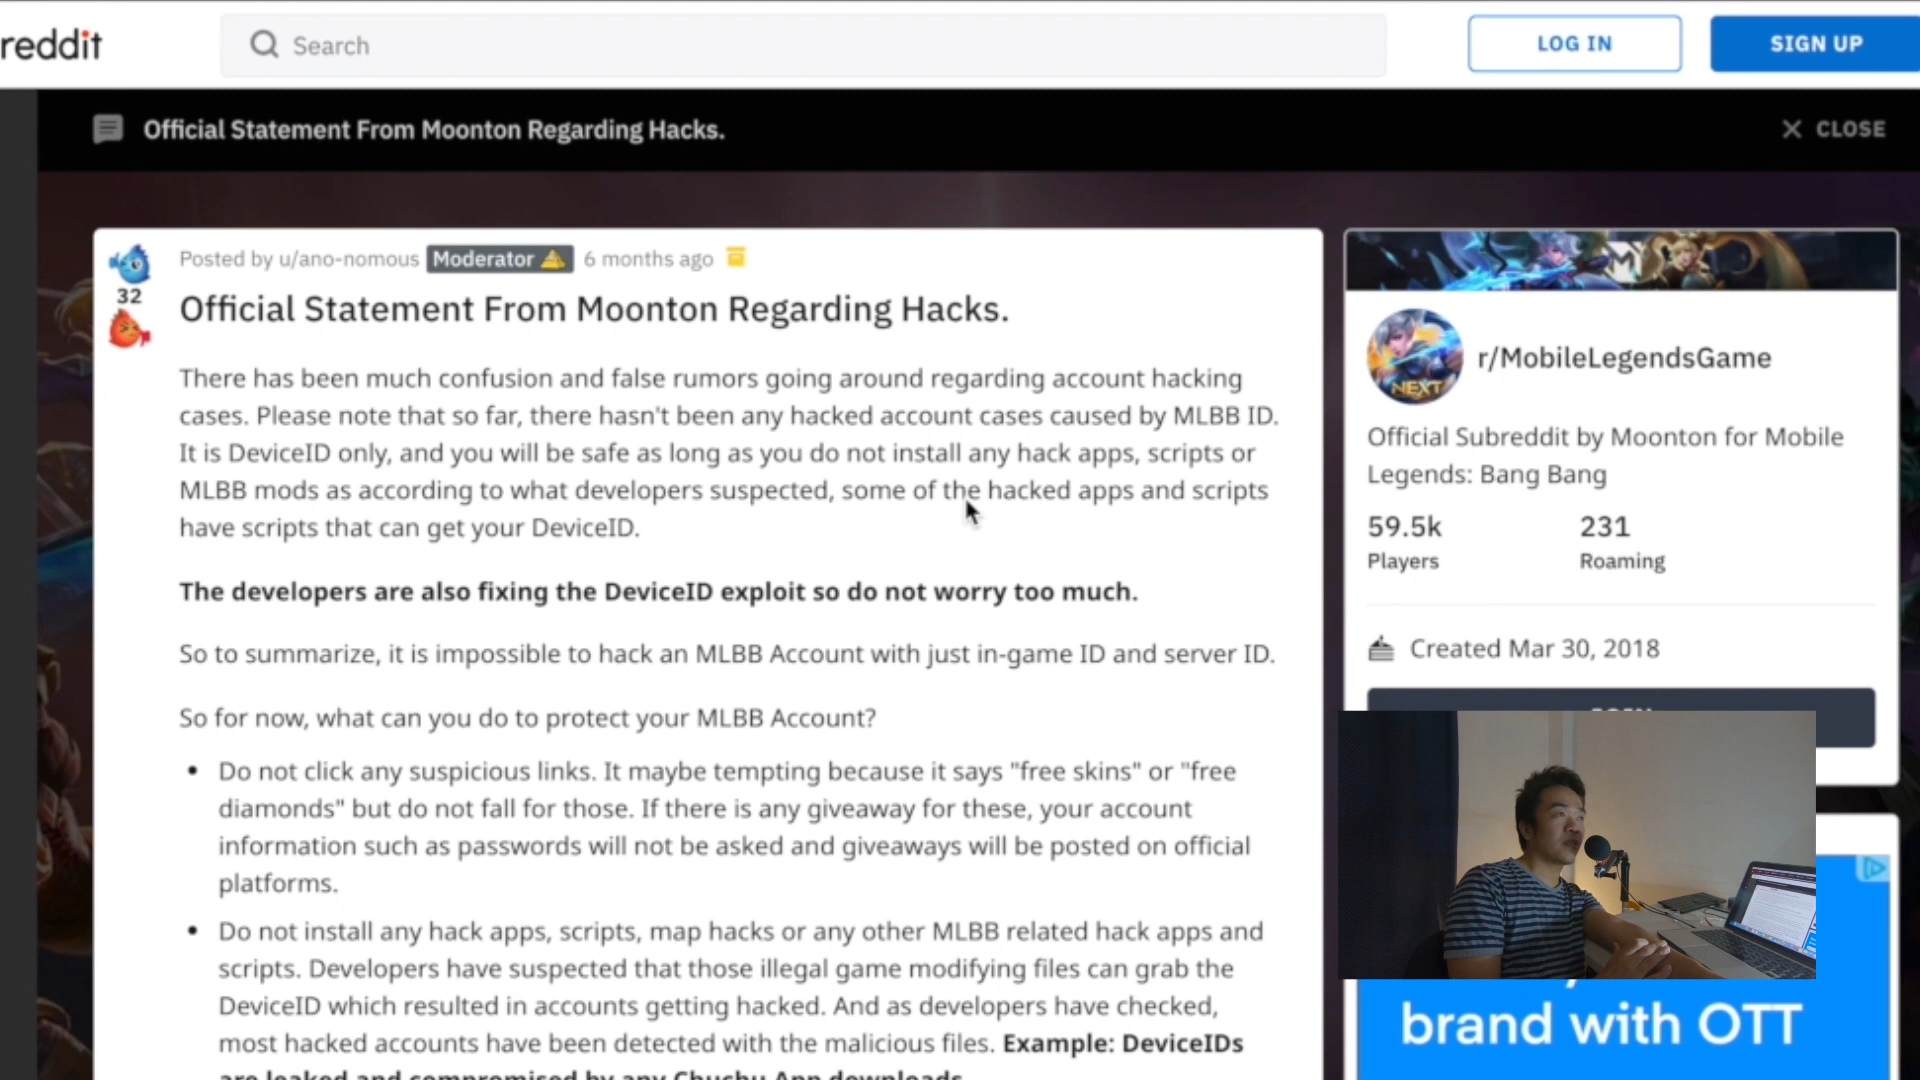 reddit
Search
LOG IN
SIGN UP
Official Statement From Moonton Regarding Hacks.
CLOSE
Posted by u/ano-nomous Moderator 6 months ago
32
Official Statement From Moonton Regarding Hacks.
There has been much confusion and false rumors going around regarding account hacking
cases. Please note that so far, there hasn't been any hacked account cases caused by MLBB ID.
It is DeviceID only, and you will be safe as long as you do not install any hack apps, scripts or
MLBB mods as according to what developers suspected, some of the hacked apps and scripts
have scripts that can get your DeviceID.
The developers are also fixing the DeviceID exploit so do not worry too much.
So to summarize, it is impossible to hack an MLBB Account with just in-game ID and server ID.
So for now, what can you do to protect your MLBB Account?
• Do not click any suspicious links. It maybe tempting because it says "free skins" or "free
diamonds" but do not fall for those. If there is any giveaway for these, your account
information such as passwords will not be asked and giveaways will be posted on official
platforms.
• Do not install any hack apps, scripts, map hacks or any other MLBB related hack apps and
scripts. Developers have suspected that those illegal game modifying files can grab the
DeviceID which resulted in accounts getting hacked. And as developers have checked,
most hacked accounts have been detected with the malicious files. Example: DeviceIDs
are leaked and compromised by any Chuchu App downloads
NEXT
r/MobileLegendsGame
Official Subreddit by Moonton for Mobile
Legends: Bang Bang
59.5k
231
Players
Roaming
Created Mar 30, 2018
brand with OTT